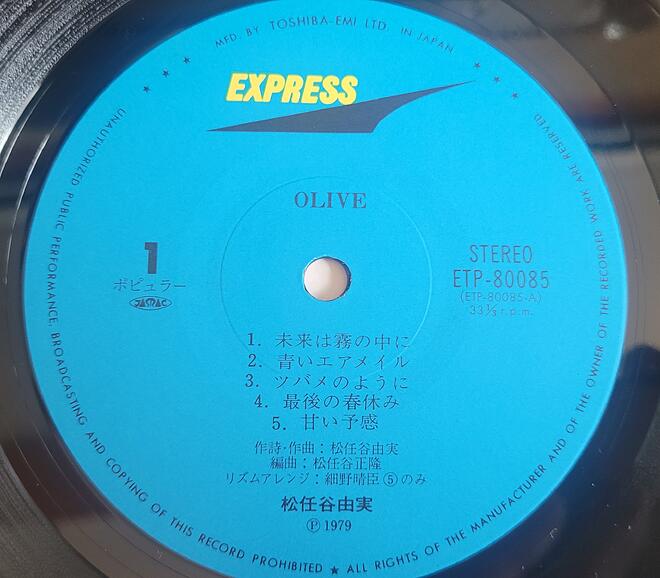 MFD. BY TOSHIBA-EMI LTD. IN JAPAN
EXPRESS
OLIVE
1
ポピュラー
JASRAC
STEREO
ETP-80085
(ETP-80085-A)
33⅓ r.p.m.
1. 未来は霧の中に
2. 青いエアメイル
3. ツバメのように
4. 最後の春休み
5. 甘い予感
作詩・作曲：松任谷由実
編曲：松任谷正隆
リズムアレンジ：細野晴臣⑤のみ
松任谷由実
Ⓟ 1979
★ ★ ★ UNAUTHORIZED PUBLIC PERFORMANCE, BROADCASTING AND COPYING OF THIS RECORD PROHIBITED ★ ALL RIGHTS OF THE MANUFACTURER AND OF THE OWNER OF THE RECORDED WORK ARE RESERVED ★ ★ ★